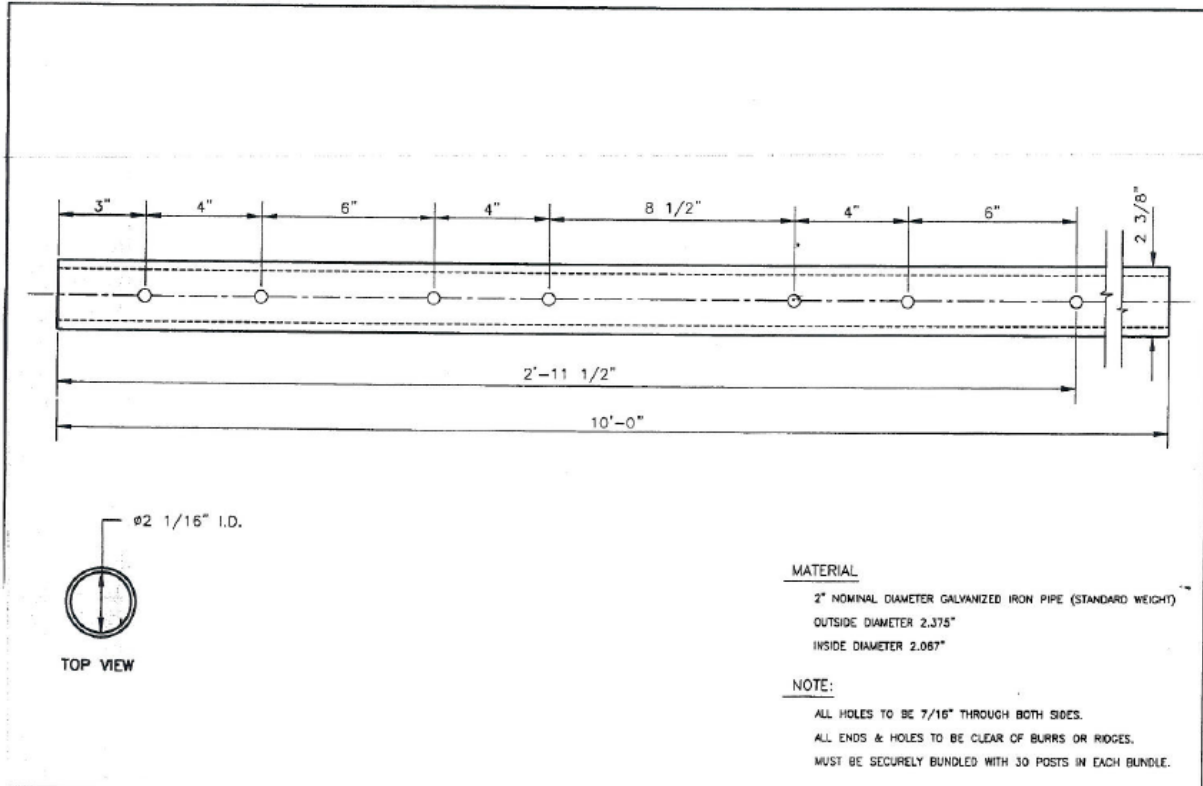 3" 4" 6" 4" 8 1/2" 4" 6" 2 3/8"
2'-11 1/2"
10'-0"
ø2 1/16" I.D.
TOP VIEW
MATERIAL
2" NOMINAL DIAMETER GALVANIZED IRON PIPE (STANDARD WEIGHT)
OUTSIDE DIAMETER 2.375"
INSIDE DIAMETER 2.067"
NOTE:
ALL HOLES TO BE 7/16" THROUGH BOTH SIDES.
ALL ENDS & HOLES TO BE CLEAR OF BURRS OR RIDGES.
MUST BE SECURELY BUNDLED WITH 30 POSTS IN EACH BUNDLE.